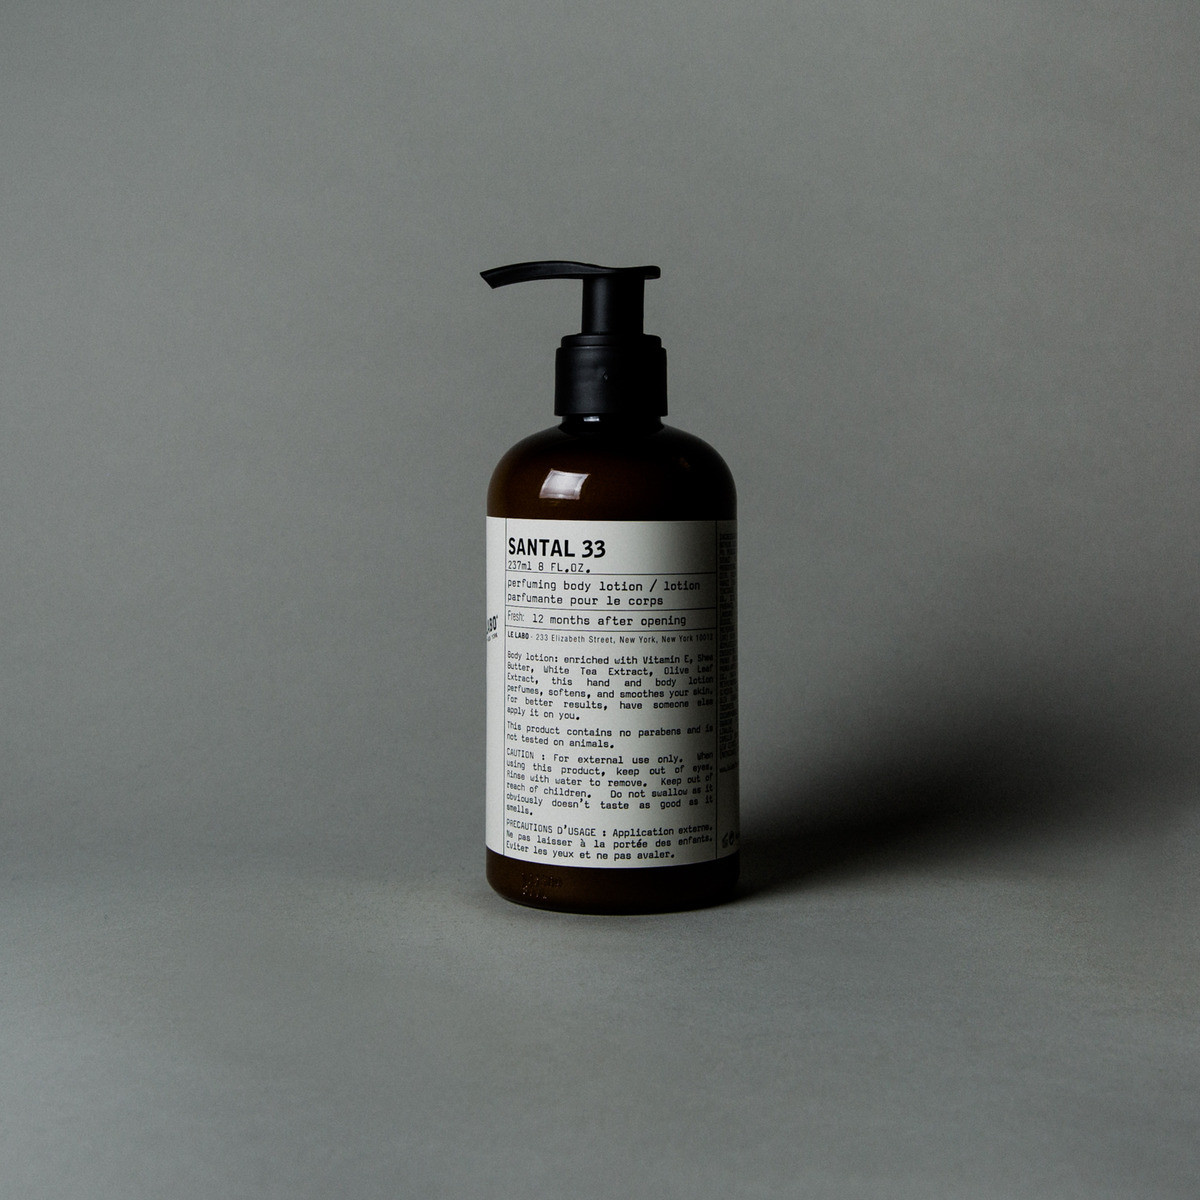 SANTAL 33
237ml 8 FL.OZ.
perfuming body lotion / lotion
parfumante pour le corps
Fresh: 12 months after opening
LE LABO - 233 Elizabeth Street, New York, New York 10012
Body lotion: enriched with Vitamin E, Shea
Butter, White Tea Extract, Olive Leaf
Extract, this hand and body lotion
perfumes, softens, and smoothes your skin.
For better results, have someone else
apply it on you.
This product contains no parabens and is
not tested on animals.
CAUTION : For external use only. When
using this product, keep out of eyes.
Rinse with water to remove. Keep out of
reach of children. Do not swallow as it
obviously doesn't taste as good as it
smells.
PRECAUTIONS D'USAGE : Application externe.
Ne pas laisser à la portée des enfants.
Eviter les yeux et ne pas avaler.